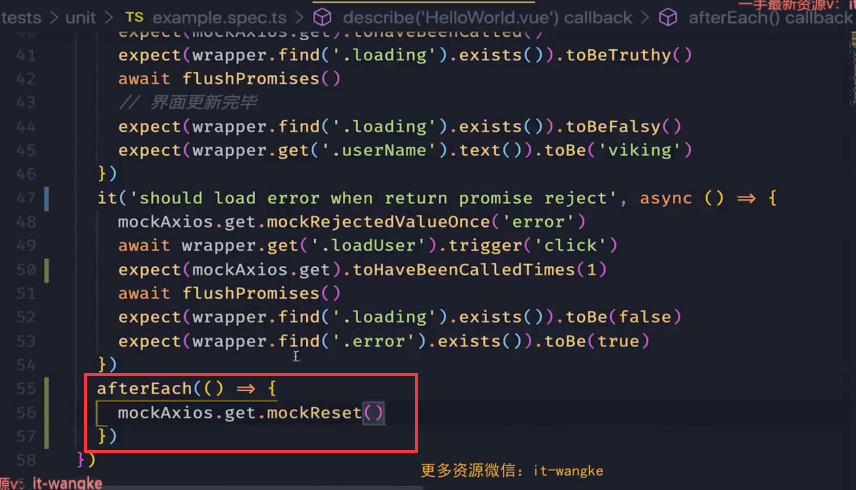 tests > unit > TS example.spec.ts > describe('HelloWorld.vue') callback > afterEach() callback
一手最新资源v: it
40 expect(mockAxios.get).toHaveBeenCalled()
41 expect(wrapper.find('.loading').exists()).toBeTruthy()
42 await flushPromises()
43 // 界面更新完毕
44 expect(wrapper.find('.loading').exists()).toBeFalsy()
45 expect(wrapper.get('.userName').text()).toBe('viking')
46 })
47 it('should load error when return promise reject', async () => {
48 mockAxios.get.mockRejectedValueOnce('error')
49 await wrapper.get('.loadUser').trigger('click')
50 expect(mockAxios.get).toHaveBeenCalledTimes(1)
51 await flushPromises()
52 expect(wrapper.find('.loading').exists()).toBe(false)
53 expect(wrapper.find('.error').exists()).toBe(true)
54 })
55 afterEach(() => {
56 mockAxios.get.mockReset()
57 })
58 })
更多资源微信：it-wangke
源v: it-wangke